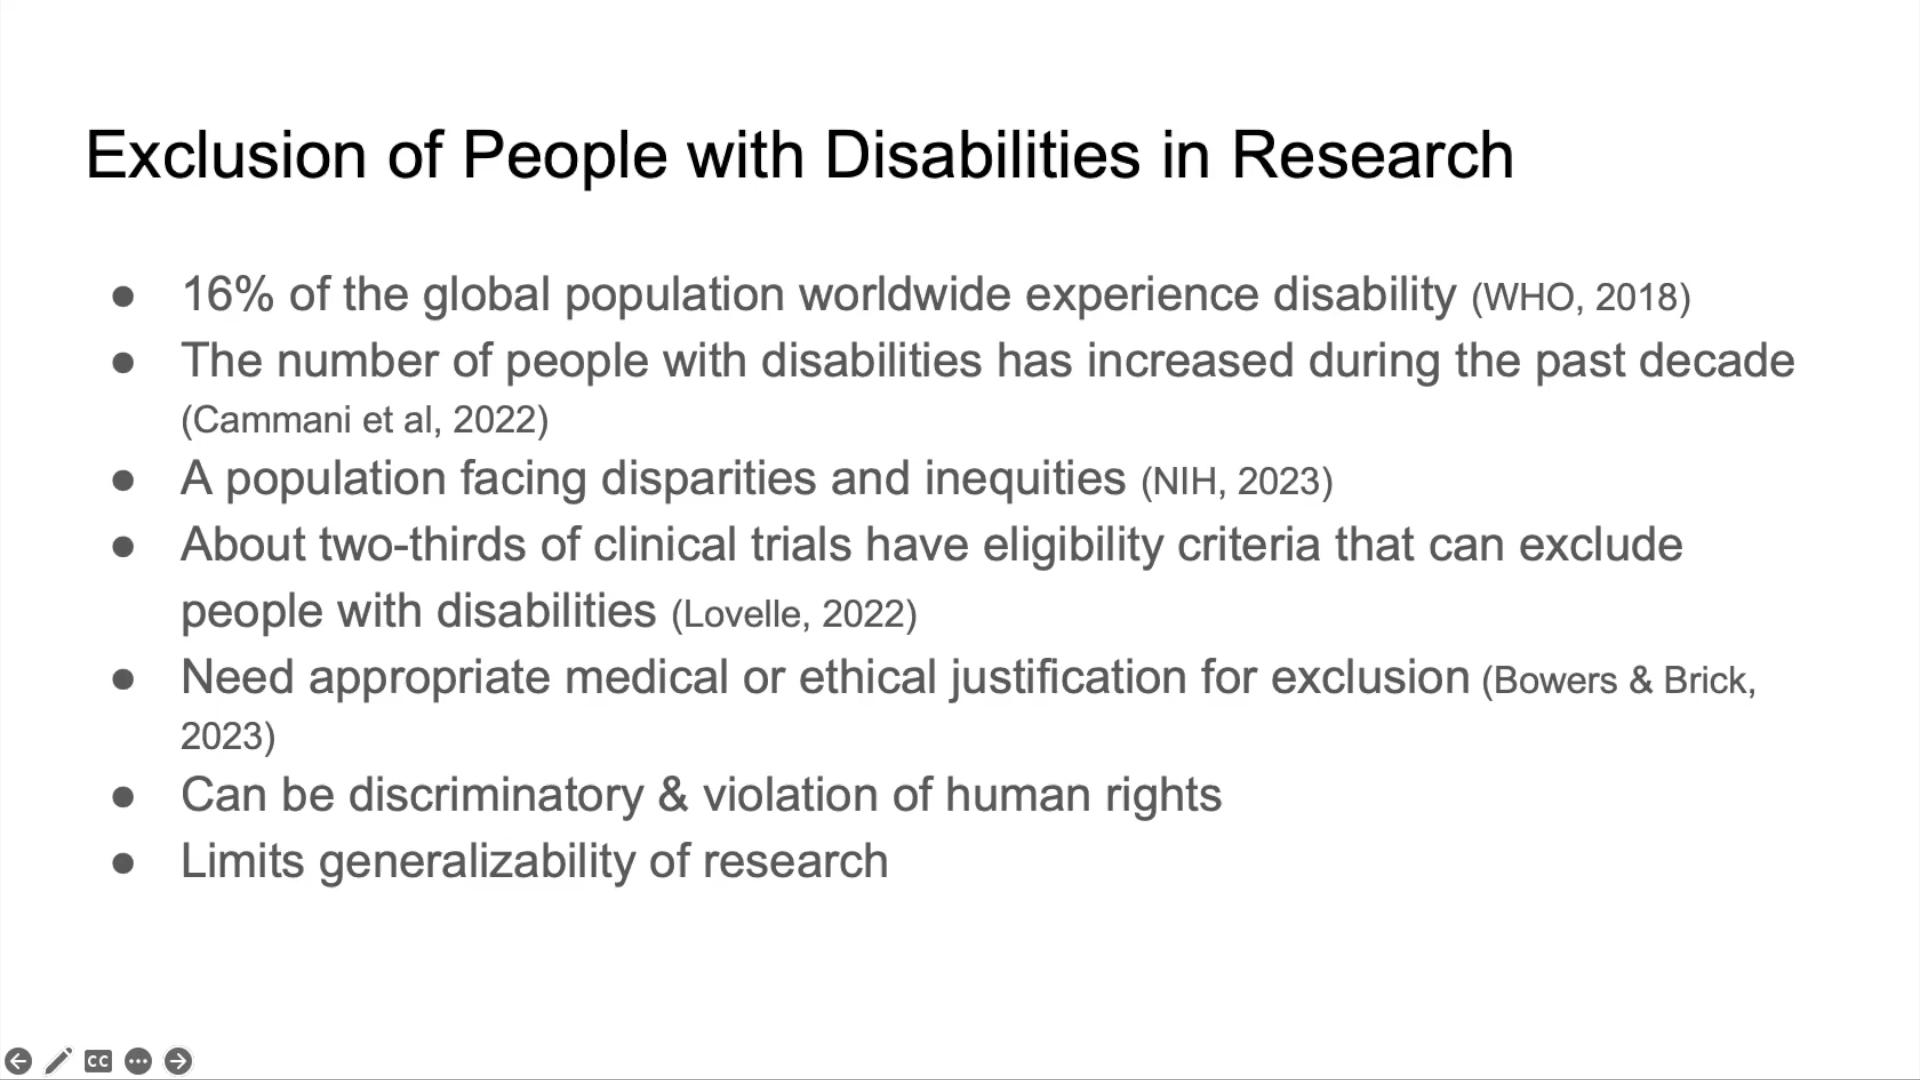 Exclusion of People with Disabilities in Research
● 16% of the global population worldwide experience disability (WHO, 2018)
● The number of people with disabilities has increased during the past decade
(Cammani et al, 2022)
● A population facing disparities and inequities (NIH, 2023)
● About two-thirds of clinical trials have eligibility criteria that can exclude
people with disabilities (Lovelle, 2022)
● Need appropriate medical or ethical justification for exclusion (Bowers & Brick,
2023)
● Can be discriminatory & violation of human rights
● Limits generalizability of research
CC